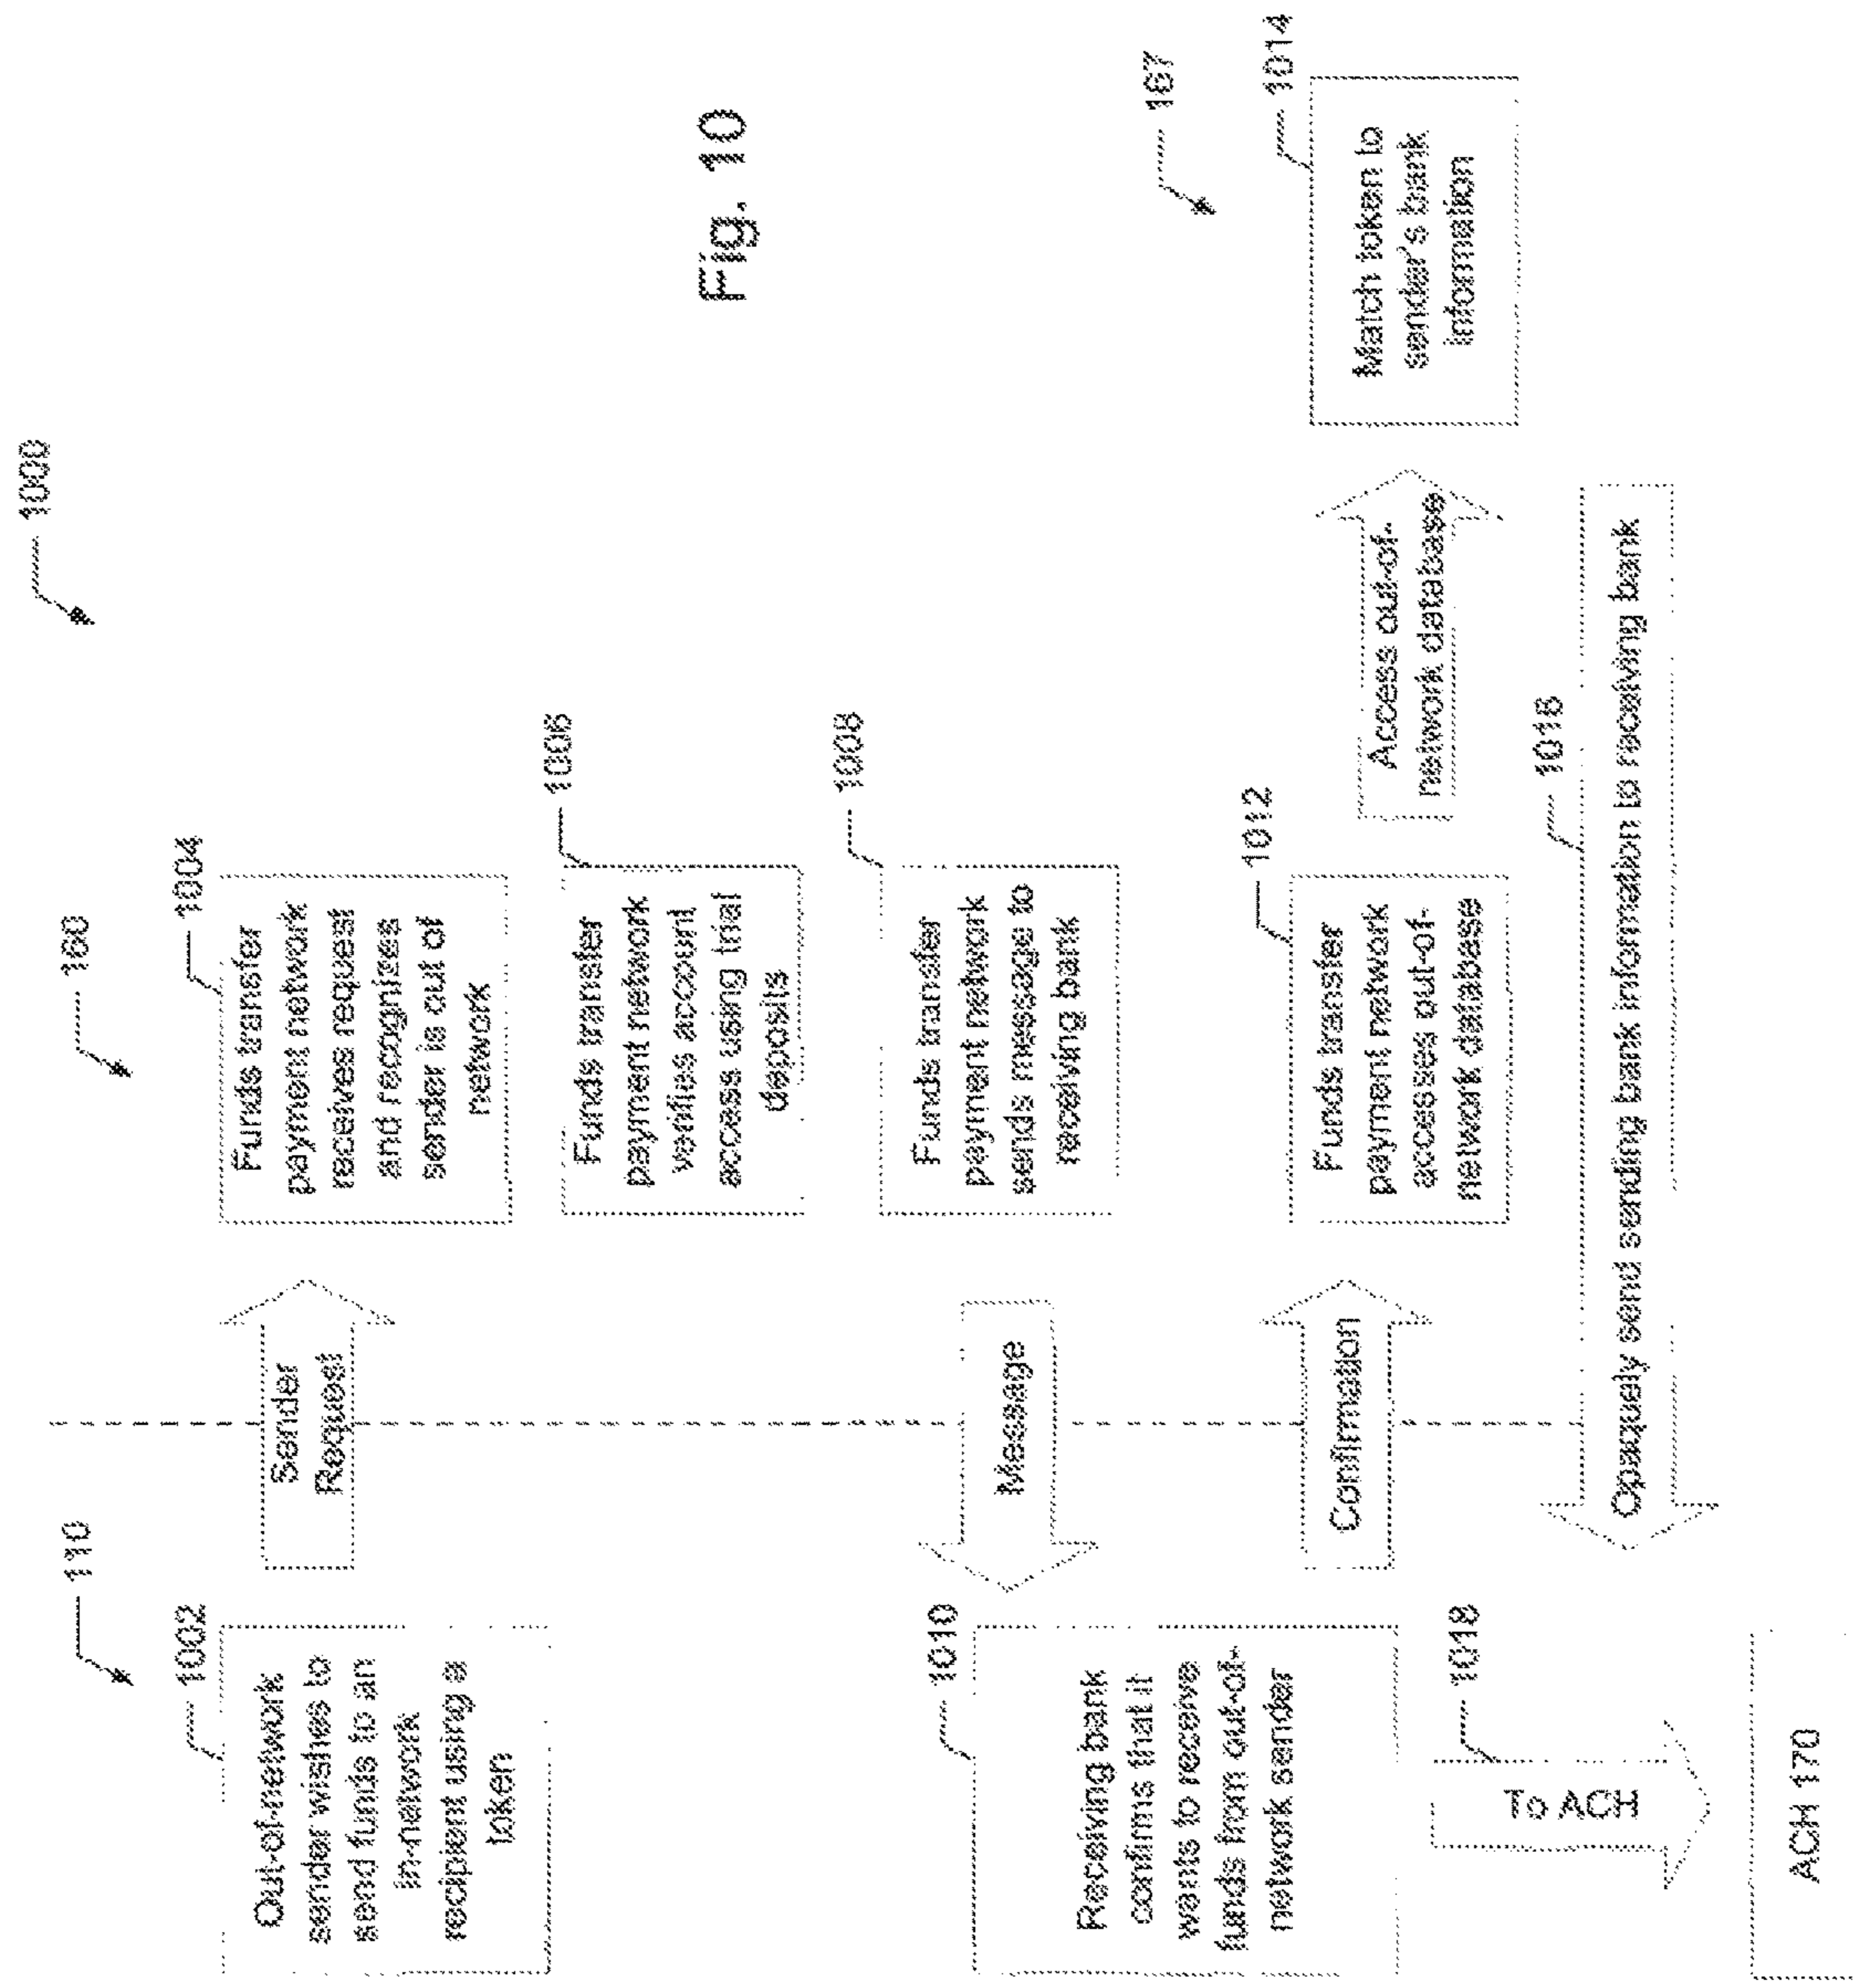 1000
110
160
1002
Out-of-network
sender wishes to
send funds to an
in-network
recipient using a
token
Sender
Request
1004
Funds transfer
payment network
receives request
and recognizes
sender is out of
network
1006
Funds transfer
payment network
verifies account
access using trial
deposits
1008
Funds transfer
payment network
sends message to
receiving bank
Message
Fig. 10
1010
Receiving bank
confirms that it
wants to receive
funds from out-of-
network sender
Confirmation
1012
Funds transfer
payment network
accesses out-of-
network database
Access out-of-
network database
167
1014
Match token to
sender's bank
information
1016
Opaquely send sending bank information to receiving bank
1018
To ACH
ACH 170